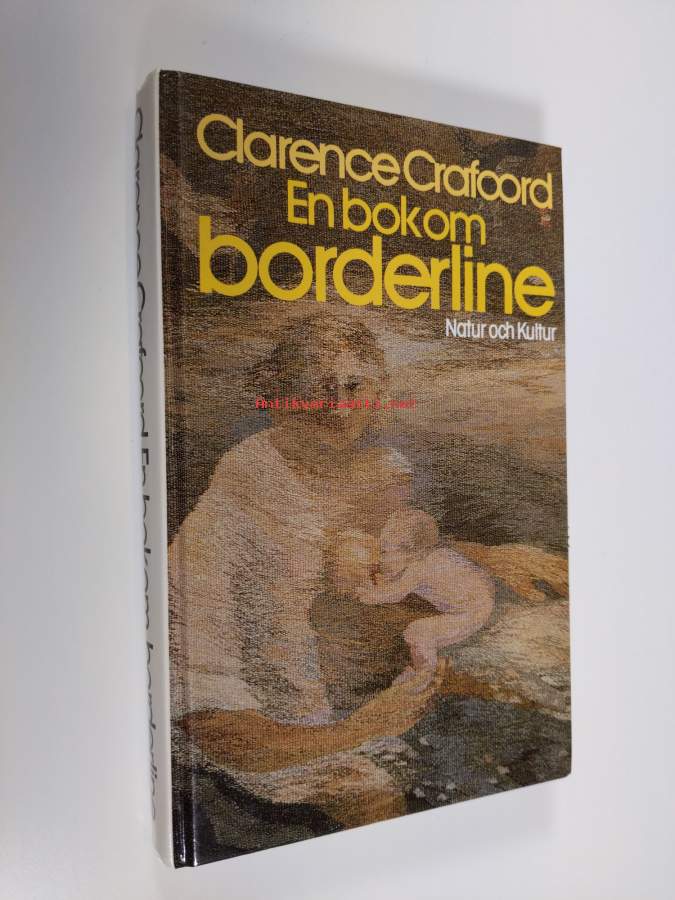 Clarence Crafoord
En bok om
borderline
Natur och Kultur
Antikvariaatti.net
Clarence Crafoord En bok om borderline